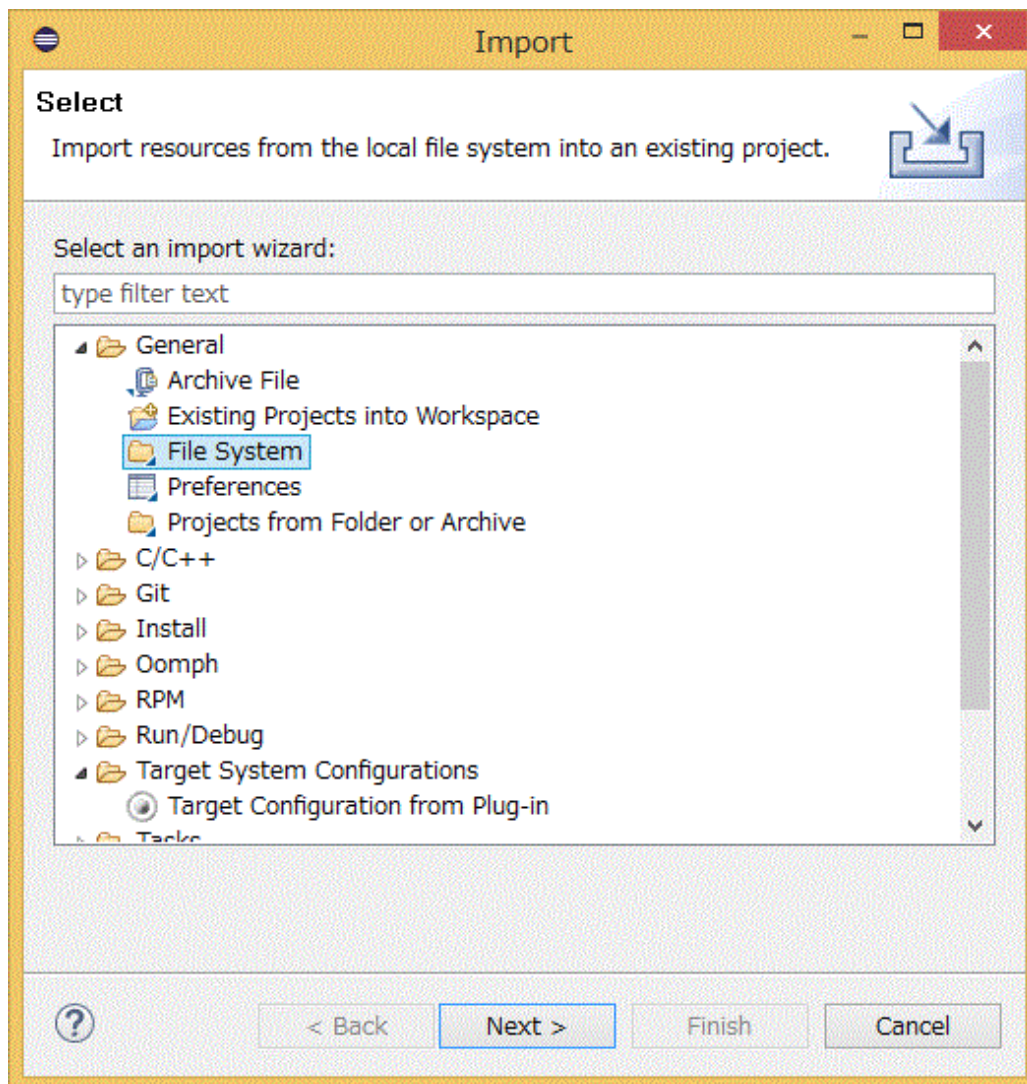 Import
Select
Import resources from the local file system into an existing project.
Select an import wizard:
type filter text
General
Archive File
Existing Projects into Workspace
File System
Preferences
Projects from Folder or Archive
C/C++
Git
Install
Oomph
RPM
Run/Debug
Target System Configurations
Target Configuration from Plug-in
Tasks
< Back Next > Finish Cancel